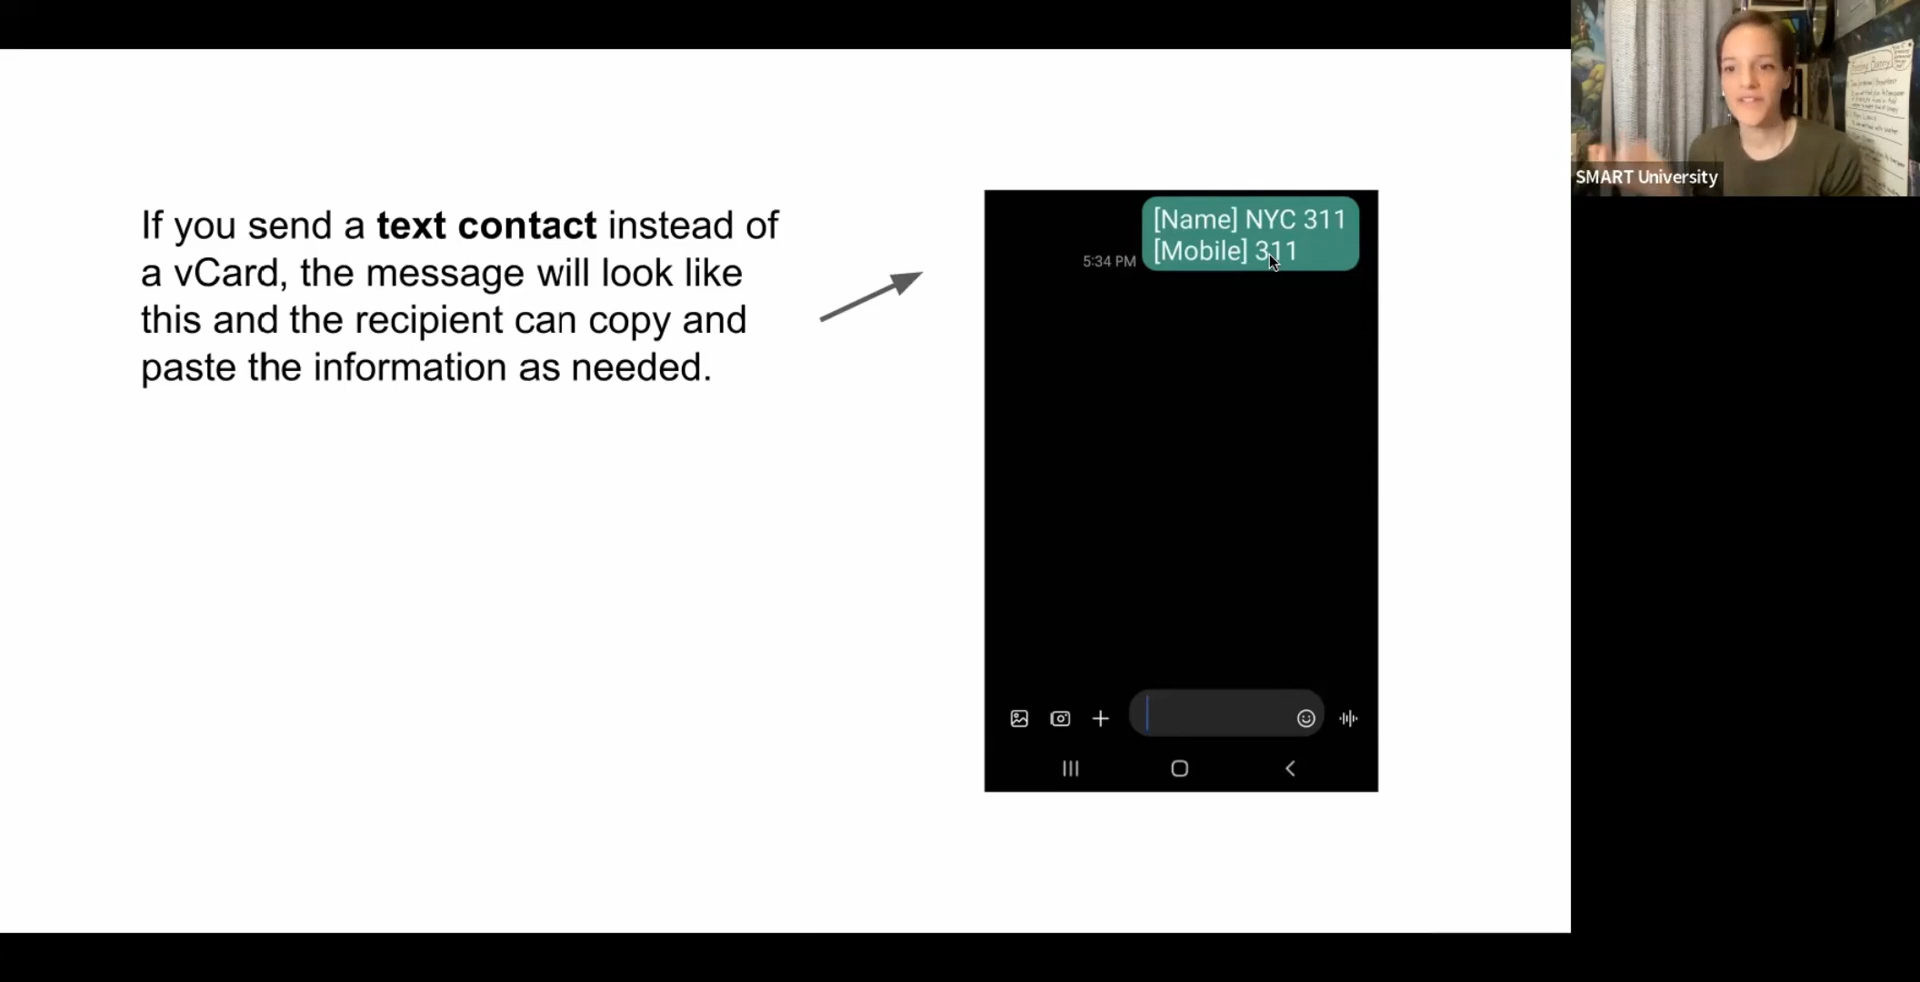 If you send a text contact instead of
a vCard, the message will look like
this and the recipient can copy and
paste the information as needed.
[Name] NYC 311
[Mobile] 311
5:34 PM
SMART University